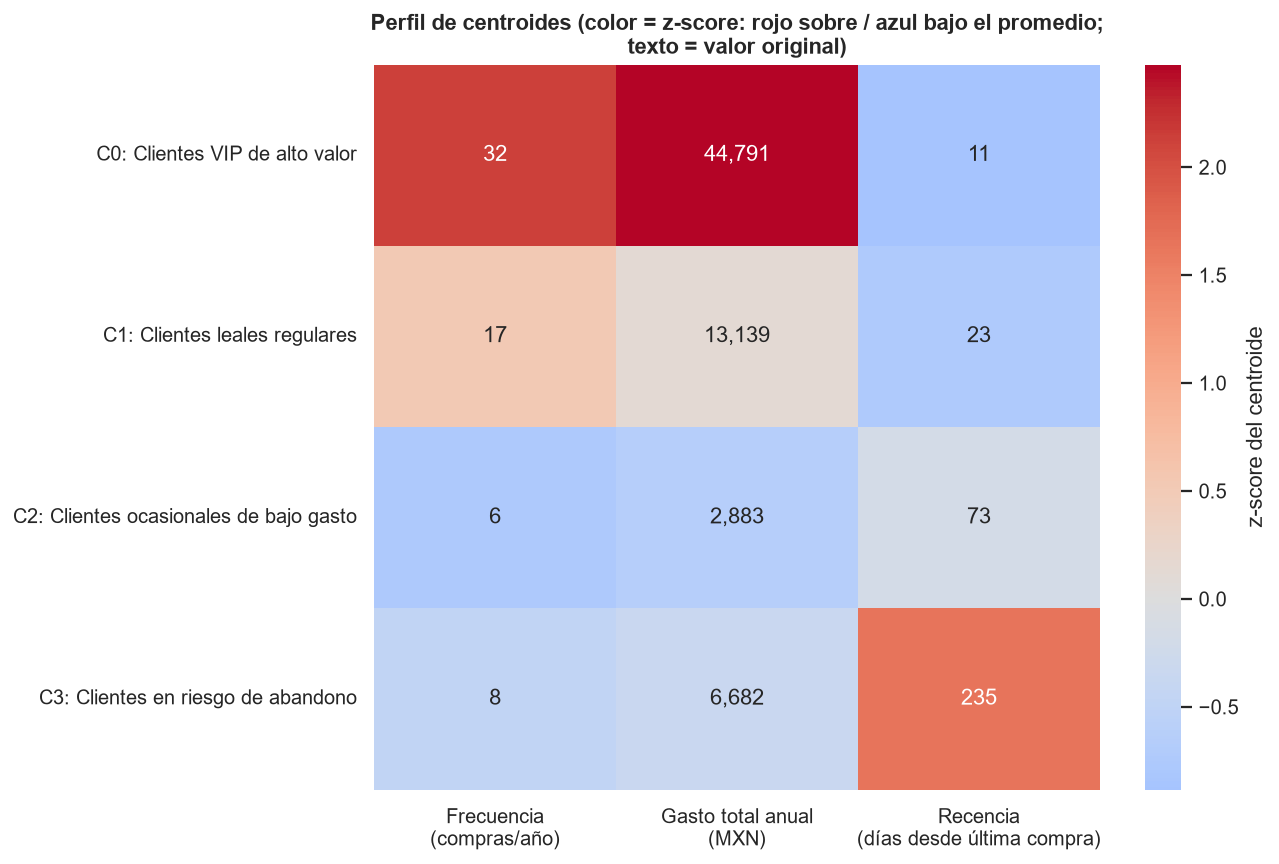 Perfil de centroides (color = z-score: rojo sobre / azul bajo el promedio;
texto = valor original)
C0: Clientes VIP de alto valor
32
44,791
11
C1: Clientes leales regulares
17
13,139
23
C2: Clientes ocasionales de bajo gasto
6
2,883
73
C3: Clientes en riesgo de abandono
8
6,682
235
Frecuencia
(compras/año)
Gasto total anual
(MXN)
Recencia
(días desde última compra)
2.0
1.5
1.0
0.5
0.0
−0.5
z-score del centroide